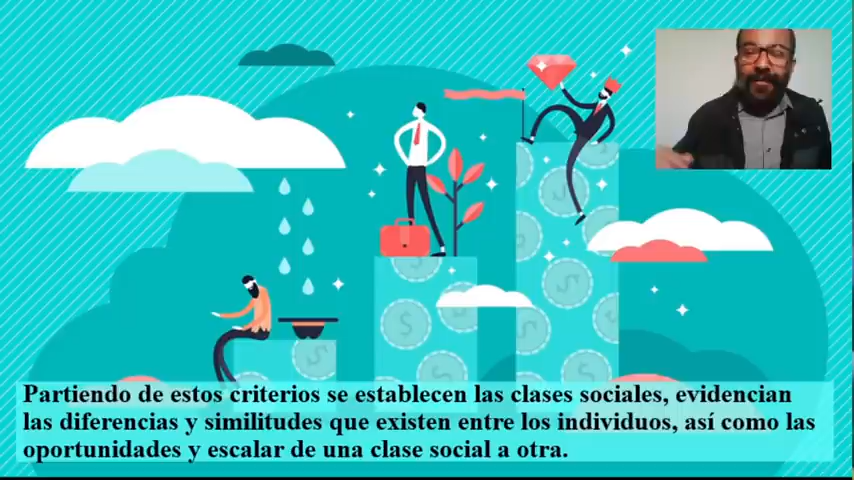 Partiendo de estos criterios se establecen las clases sociales, evidencian
las diferencias y similitudes que existen entre los individuos, así como las
oportunidades y escalar de una clase social a otra.